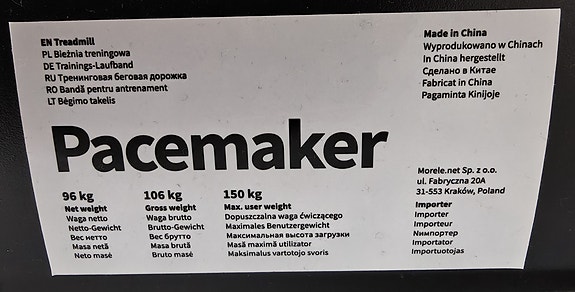 EN Treadmill
PL Bieżnia treningowa
DE Trainings-Laufband
RU Тренинговая беговая дорожка
RO Bandă pentru antrenament
LT Bėgimo takelis
Made in China
Wyprodukowano w Chinach
In China hergestellt
Сделано в Китае
Fabricat in China
Pagaminta Kinijoje
Pacemaker
96 kg
Net weight
Waga netto
Netto-Gewicht
Вес нетто
Masa netă
Neto masė
106 kg
Gross weight
Waga brutto
Brutto-Gewicht
Вес брутто
Masa brută
Bruto masė
150 kg
Max. user weight
Dopuszczalna waga ćwiczącego
Maximales Benutzergewicht
Максимальная высота загрузки
Masă maximă utilizator
Maksimalus vartotojo svoris
Morele.net Sp. z o.o.
ul. Fabryczna 20A
31-553 Kraków, Poland
Importer
Importer
Importeur
Nимпортер
Importator
Importuotojas